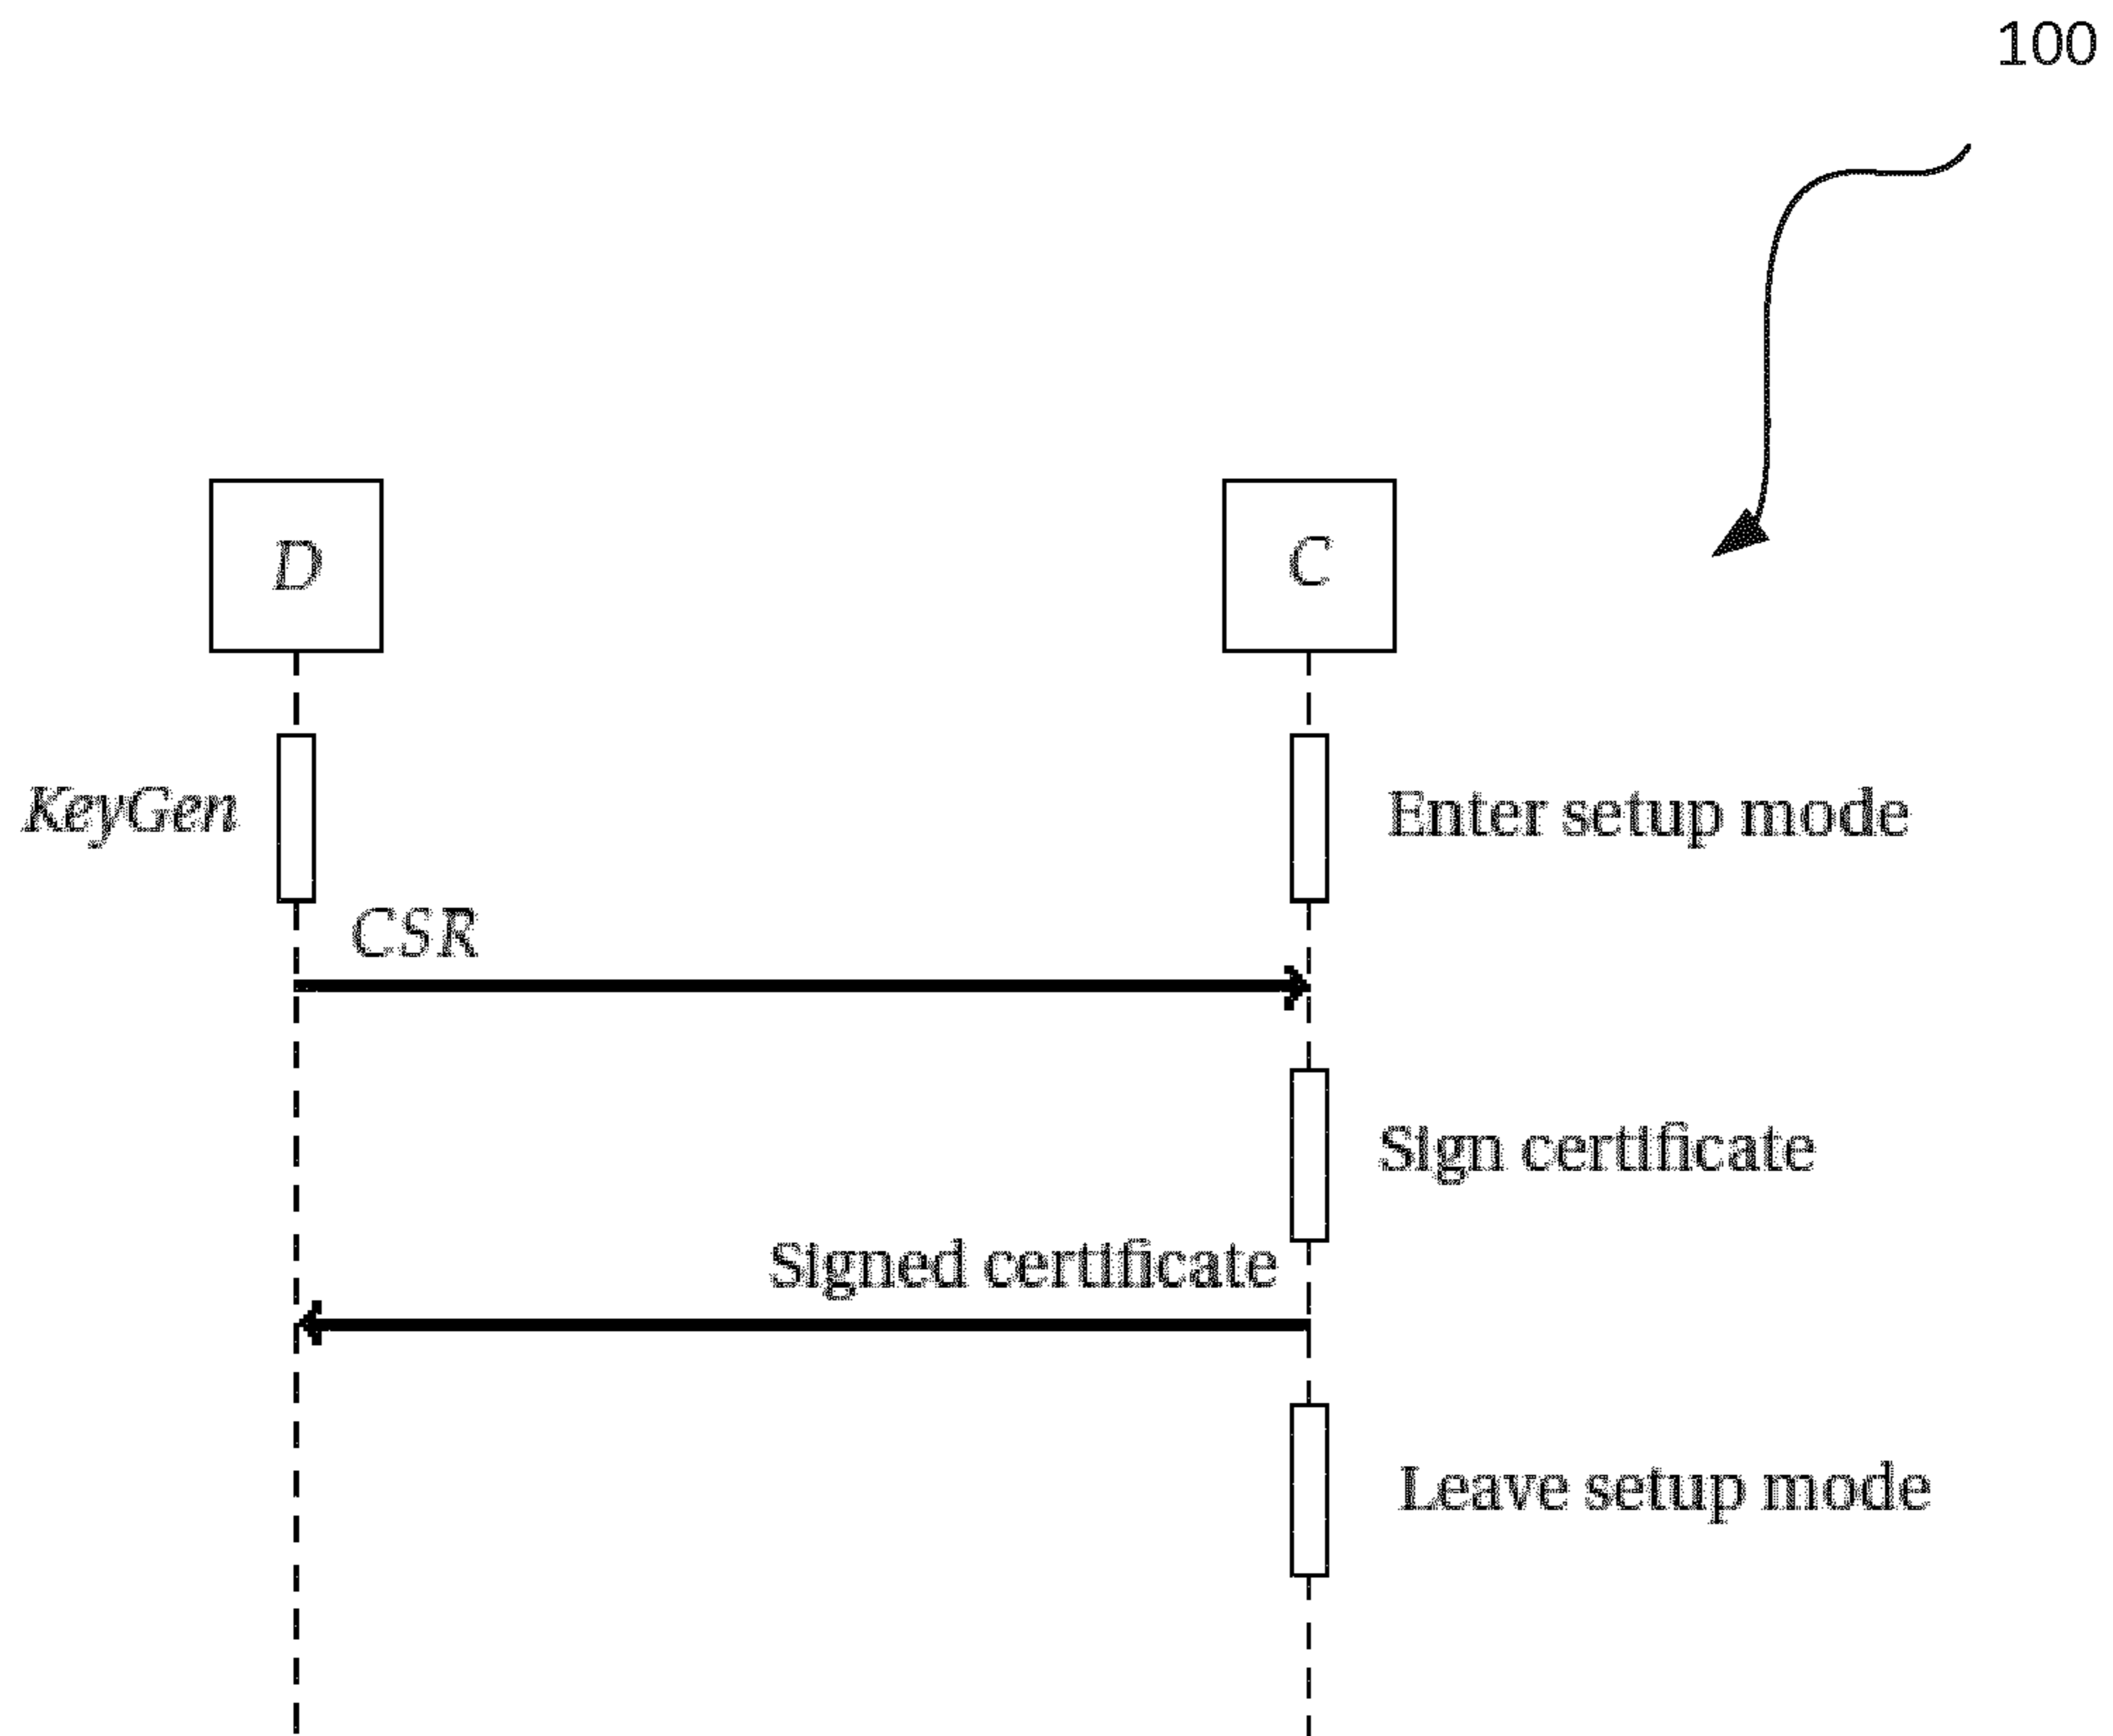 100
D
C
KeyGen
Enter setup mode
CSR
Sign certificate
Signed certificate
Leave setup mode